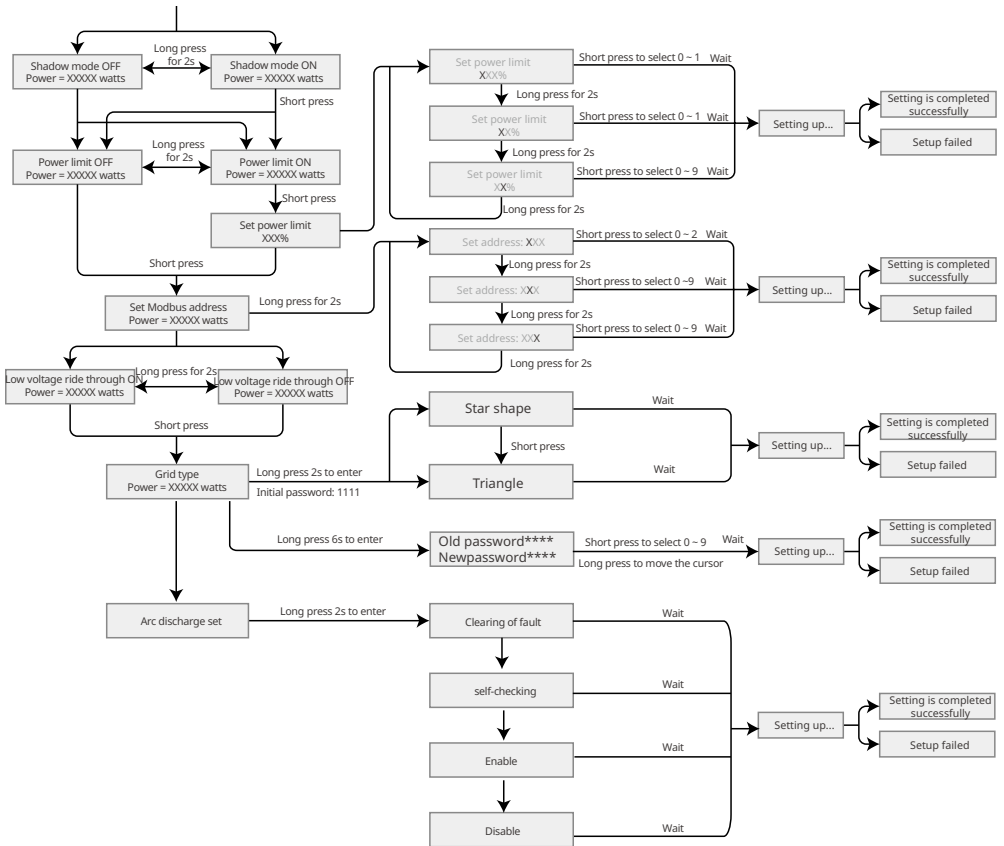 Shadow mode OFF
Power = XXXXX watts
Long press
for 2s
Shadow mode ON
Power = XXXXX watts
Short press
Power limit OFF
Power = XXXXX watts
Long press
for 2s
Power limit ON
Power = XXXXX watts
Short press
Set power limit
XXX%
Short press
Set power limit
XXX%
Short press to select 0 ~ 1 Wait
Long press for 2s
Set power limit
XX%
Short press to select 0 ~ 1 Wait
Long press for 2s
Set power limit
XX%
Short press to select 0 ~ 9 Wait
Long press for 2s
Setting up...
Setting is completed
successfully
Setup failed
Set Modbus address
Power = XXXXX watts
Long press for 2s
Set address: XXX
Short press to select 0 ~ 2 Wait
Long press for 2s
Set address: XXX
Short press to select 0 ~9 Wait
Long press for 2s
Set address: XXX
Short press to select 0 ~ 9 Wait
Long press for 2s
Setting up...
Setting is completed
successfully
Setup failed
Low voltage ride through ON
Power = XXXXX watts
Long press for 2s
Low voltage ride through OFF
Power = XXXXX watts
Short press
Grid type
Power = XXXXX watts
Long press 2s to enter
Initial password: 1111
Star shape
Wait
Short press
Triangle
Wait
Setting up...
Setting is completed
successfully
Setup failed
Long press 6s to enter
Old password****
Newpassword****
Short press to select 0 ~ 9 Wait
Long press to move the cursor
Setting up...
Setting is completed
successfully
Setup failed
Arc discharge set
Long press 2s to enter
Clearing of fault
Wait
self-checking
Wait
Enable
Wait
Disable
Wait
Setting up...
Setting is completed
successfully
Setup failed